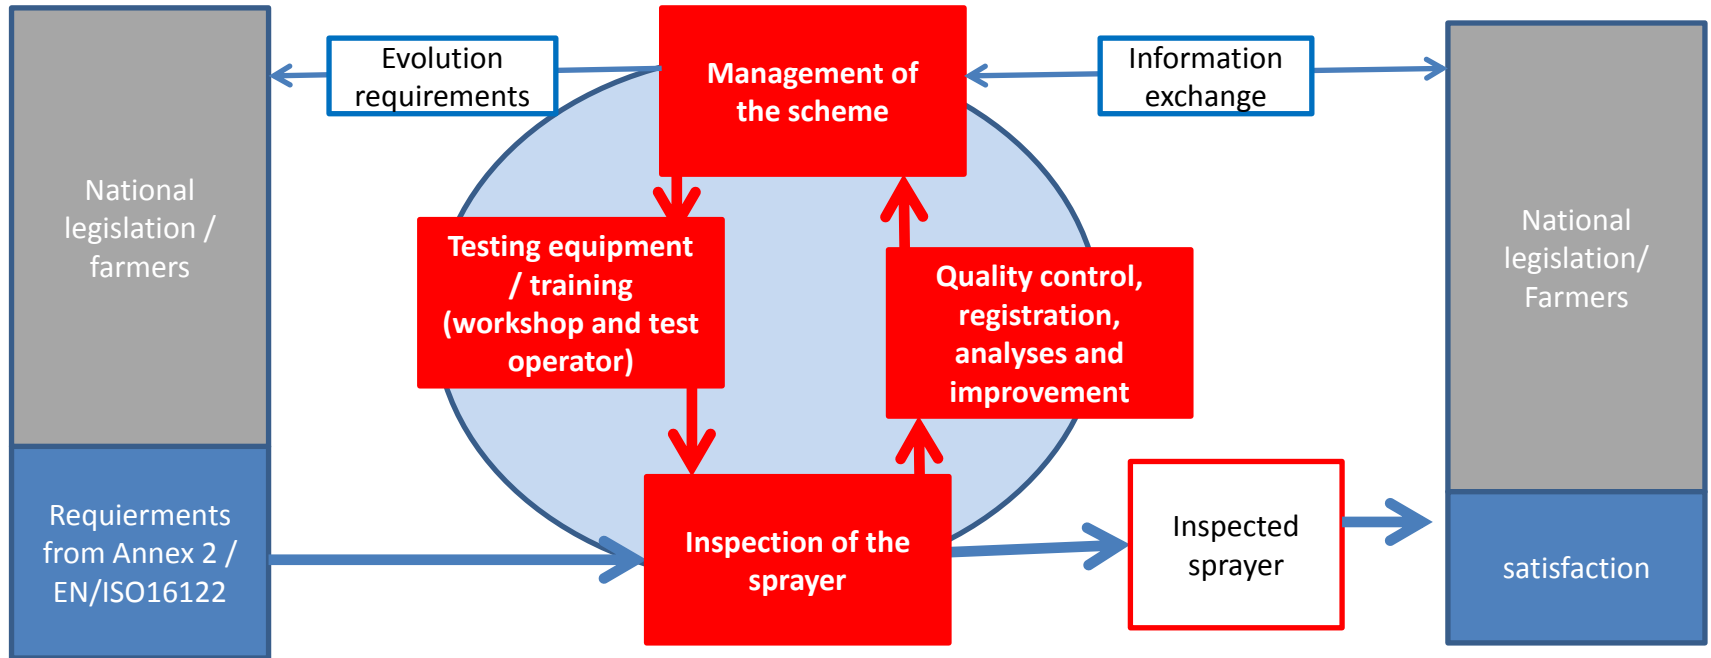 National
legislation /
farmers
Requierments
from Annex 2 /
EN/ISO16122
Evolution
requirements
Management of
the scheme
Information
exchange
Testing equipment
/ training
(workshop and test
operator)
Quality control,
registration,
analyses and
improvement
Inspection of the
sprayer
Inspected
sprayer
National
legislation/
Farmers
satisfaction